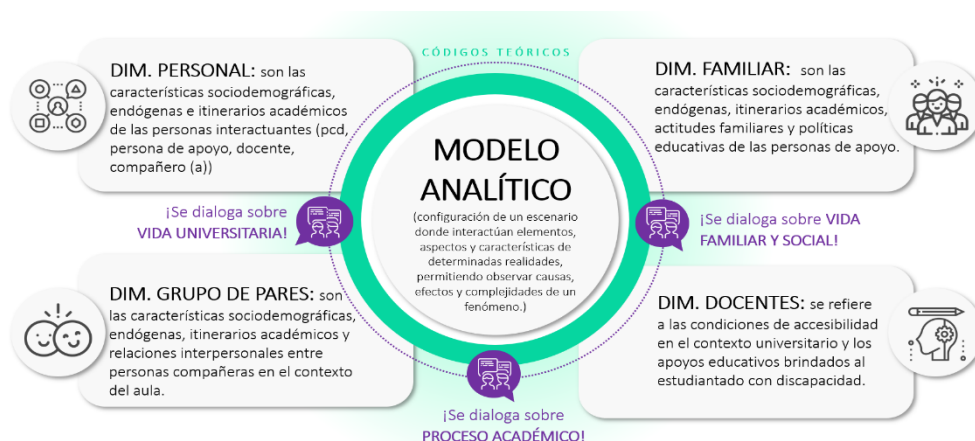 CÓDIGOS TEÓRICOS
DIM. PERSONAL: son las
características sociodemográficas,
endógenas e itinerarios académicos
de las personas interactuantes (pcd,
persona de apoyo, docente,
compañero (a))
DIM. FAMILIAR: son las
características sociodemográficas,
endógenas, itinerarios académicos,
actitudes familiares y políticas
educativas de las personas de apoyo.
MODELO
ANALÍTICO
(configuración de un escenario
donde interactúan elementos,
aspectos y características de
determinadas realidades,
permitiendo observar causas,
efectos y complejidades de un
fenómeno.)
¡Se dialoga sobre
VIDA UNIVERSITARIA!
¡Se dialoga sobre VIDA
FAMILIAR Y SOCIAL!
DIM. GRUPO DE PARES: son
las características sociodemográficas,
endógenas, itinerarios académicos y
relaciones interpersonales entre
personas compañeras en el contexto
del aula.
DIM. DOCENTES: se refiere
a las condiciones de accesibilidad
en el contexto universitario y los
apoyos educativos brindados al
estudiantado con discapacidad.
¡Se dialoga sobre
PROCESO ACADÉMICO!